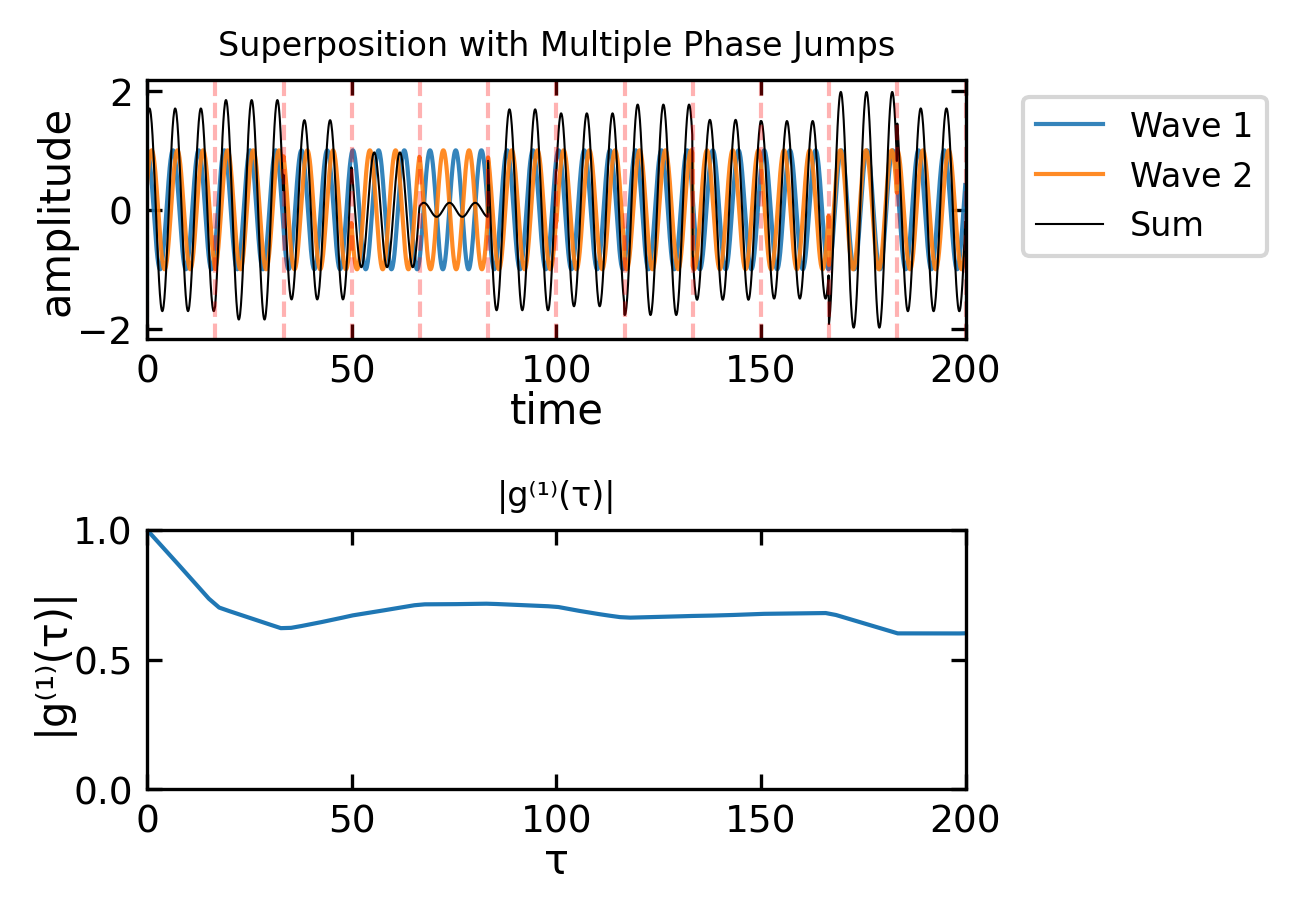 Superposition with Multiple Phase Jumps
2
0
−2
amplitude
0 50 100 150 200
time
Wave 1
Wave 2
Sum
|g⁽¹⁾(τ)|
1.0
0.5
0.0
|g⁽¹⁾(τ)|
0 50 100 150 200
τ